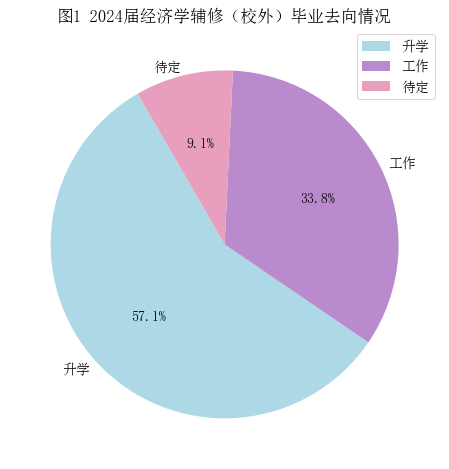 图1 2024届经济学辅修（校外）毕业去向情况
升学
工作
待定
待定
工作
9.1%
33.8%
57.1%
升学